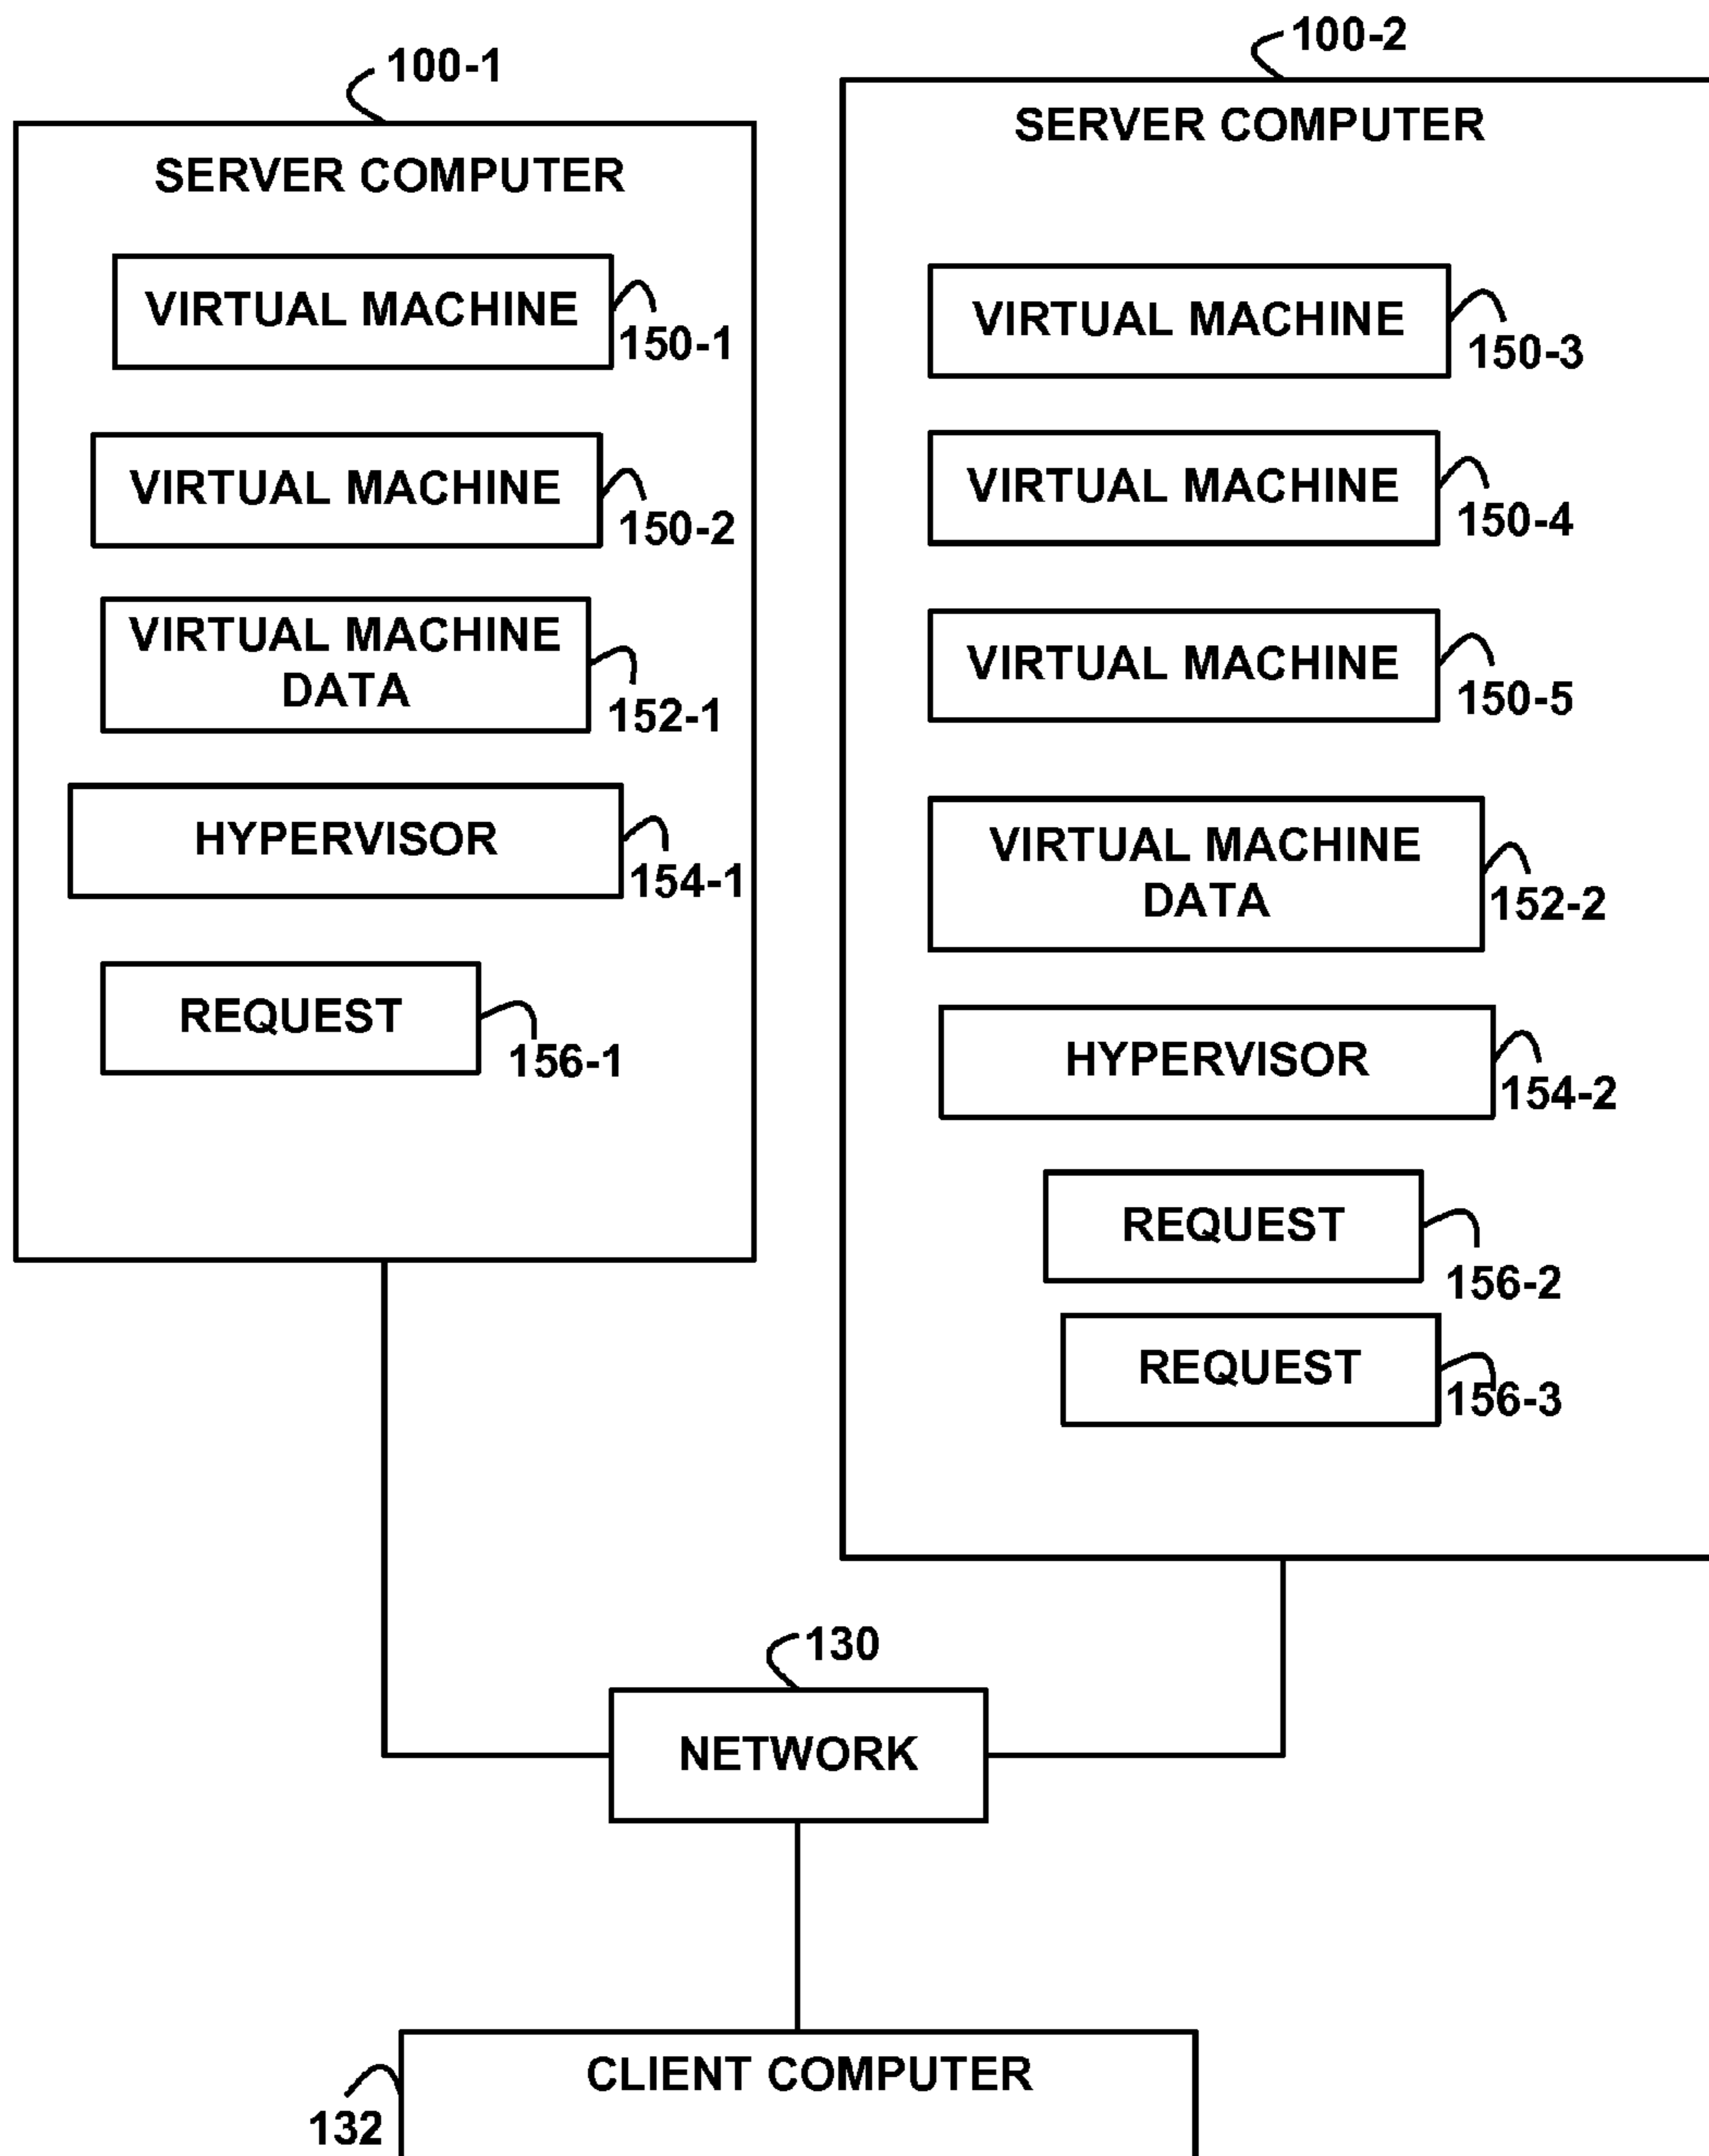 100-1
SERVER COMPUTER
VIRTUAL MACHINE
150-1
VIRTUAL MACHINE
150-2
VIRTUAL MACHINE
DATA
152-1
HYPERVISOR
154-1
REQUEST
156-1
100-2
SERVER COMPUTER
VIRTUAL MACHINE
150-3
VIRTUAL MACHINE
150-4
VIRTUAL MACHINE
150-5
VIRTUAL MACHINE
DATA
152-2
HYPERVISOR
154-2
REQUEST
156-2
REQUEST
156-3
130
NETWORK
CLIENT COMPUTER
132